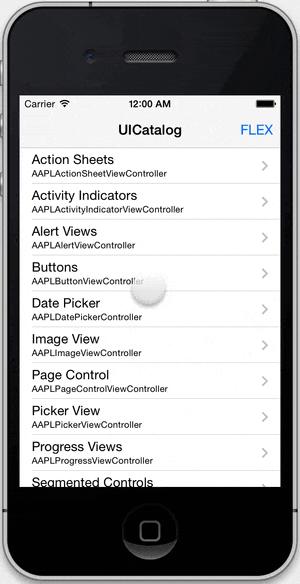 Carrier 12:00 AM
UICatalog FLEX
Action Sheets
AAPLActionSheetViewController
Activity Indicators
AAPLActivityIndicatorViewController
Alert Views
AAPLAlertViewController
Buttons
AAPLButtonViewController
Date Picker
AAPLDatePickerController
Image View
AAPLImageViewController
Page Control
AAPLPageControlViewController
Picker View
AAPLPickerViewController
Progress Views
AAPLProgressViewController
Segmented Controls